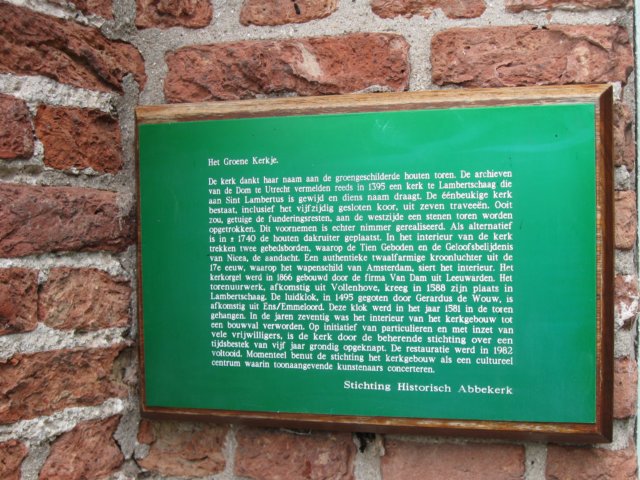 Het Groene Kerkje.
De kerk dankt haar naam aan de groengeschilderde houten toren. De archieven
van de Dom te Utrecht vermelden reeds in 1395 een kerk te Lambertschaag die
aan Sint Lambertus is gewijd en diens naam draagt. De éénbeukige kerk
bestaat, inclusief het vijfzijdig gesloten koor, uit zeven traveeën. Ooit
zou, getuige de funderingsresten, aan de westzijde een stenen toren worden
opgetrokken. Dit voornemen is echter nimmer gerealiseerd. Als alternatief
is in ± 1740 de houten dakruiter geplaatst. In het interieur van de kerk
trekken twee gebedsborden, waarop de Tien Geboden en de Geloofsbelijdenis
van Nicea, de aandacht. Een authentieke twaalfarmige kroonluchter uit de
17e eeuw, waarop het wapenschild van Amsterdam, siert het interieur. Het
kerkorgel werd in 1866 gebouwd door de firma Van Dam uit Leeuwarden. Het
torenuurwerk, afkomstig uit Vollenhove, kreeg in 1588 zijn plaats in
Lambertschaag. De luidklok, in 1495 gegoten door Gerardus de Wouw, is
afkomstig uit Ens/Emmeloord. Deze klok werd in het jaar 1581 in de toren
gehangen. In de jaren zeventig was het interieur van het kerkgebouw tot
een bouwval verworden. Op initiatief van particulieren en met inzet van
vele vrijwilligers, is de kerk door de beherende stichting over een
tijdsbestek van vijf jaar grondig opgeknapt. De restauratie werd in 1982
voltooid. Momenteel benut de stichting het kerkgebouw als een cultureel
centrum waarin toonaangevende kunstenaars concerteren.
Stichting Historisch Abbekerk